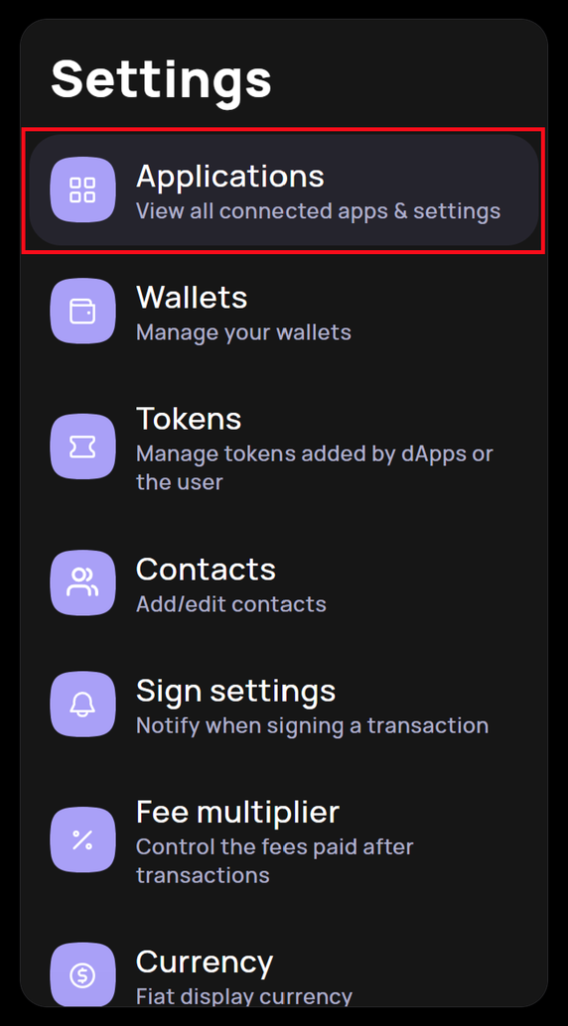 Settings
Applications
View all connected apps & settings
Wallets
Manage your wallets
Tokens
Manage tokens added by dApps or
the user
Contacts
Add/edit contacts
Sign settings
Notify when signing a transaction
Fee multiplier
Control the fees paid after
transactions
Currency
Fiat display currency